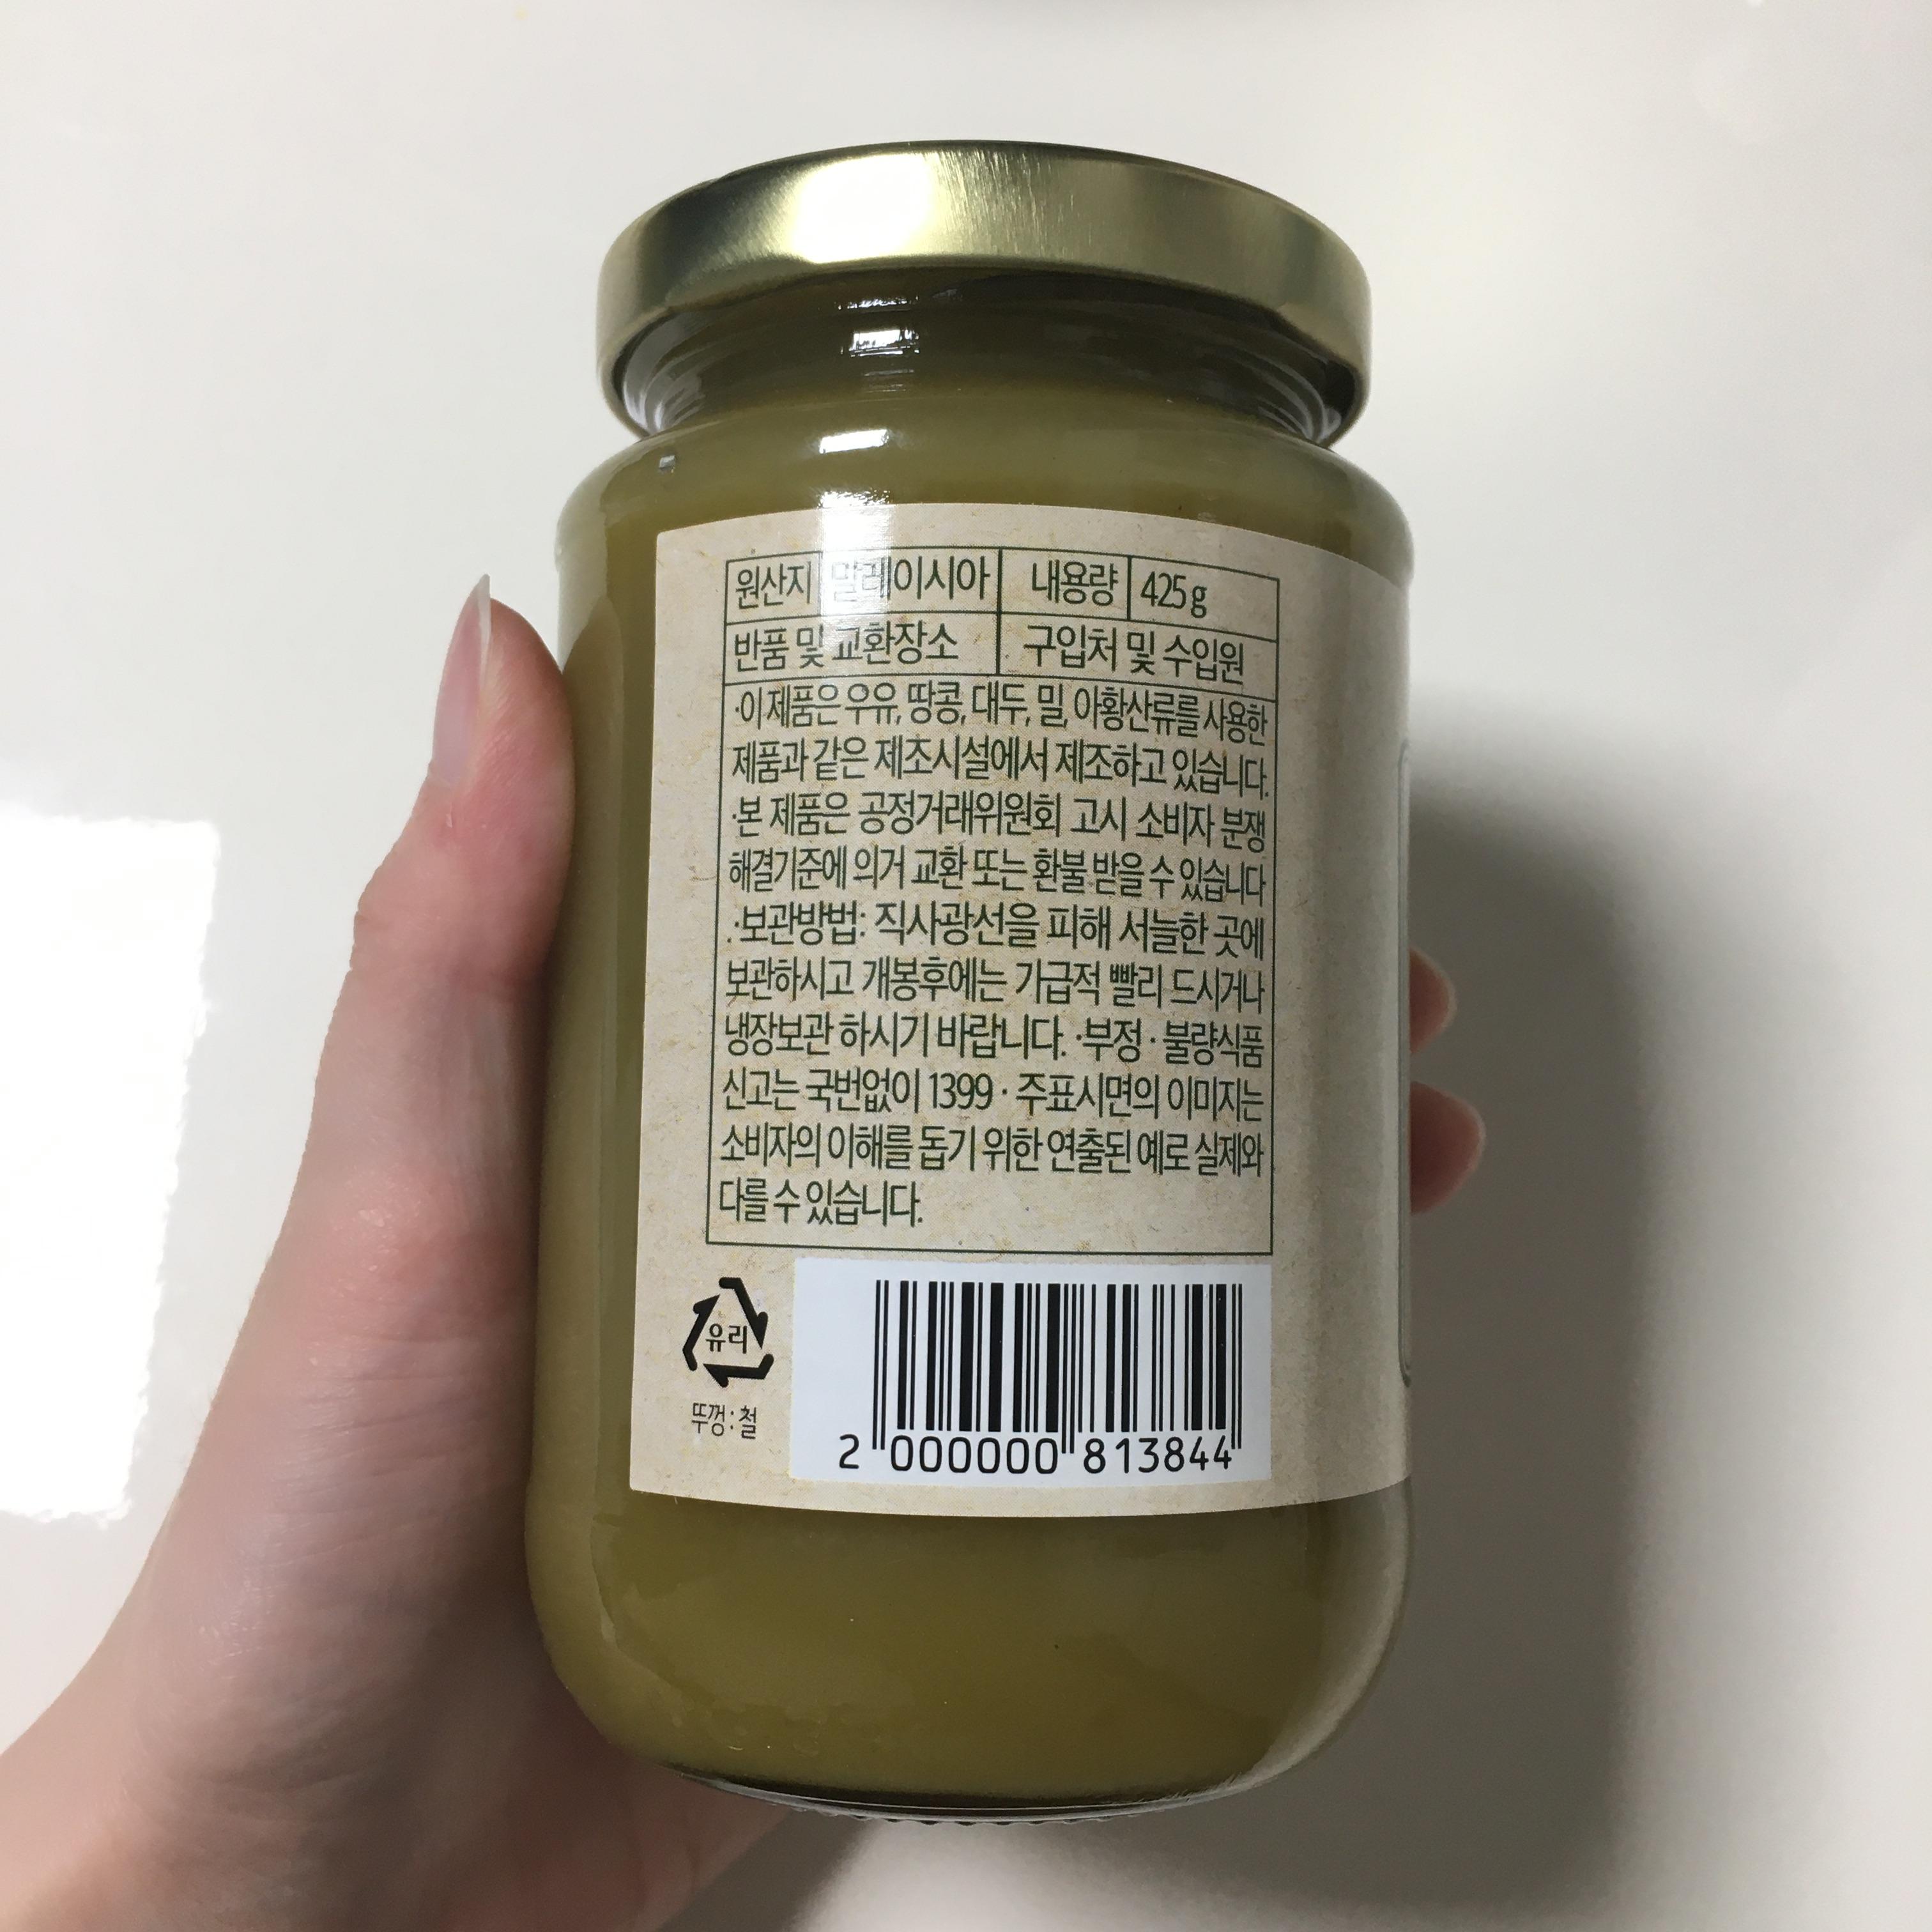 원산지 말레이시아 내용량 425g
반품 및 교환장소 구입처 및 수입원
·이 제품은 우유, 땅콩, 대두, 밀, 아황산류를 사용한
제품과 같은 제조시설에서 제조하고 있습니다.
·본 제품은 공정거래위원회 고시 소비자 분쟁
해결기준에 의거 교환 또는 환불 받을 수 있습니다
.·보관방법: 직사광선을 피해 서늘한 곳에
보관하시고 개봉후에는 가급적 빨리 드시거나
냉장보관 하시기 바랍니다. ·부정·불량식품
신고는 국번없이 1399 · 주표시면의 이미지는
소비자의 이해를 돕기 위한 연출된 예로 실제와
다를 수 있습니다.
유리
뚜껑:철
2 000000 813844